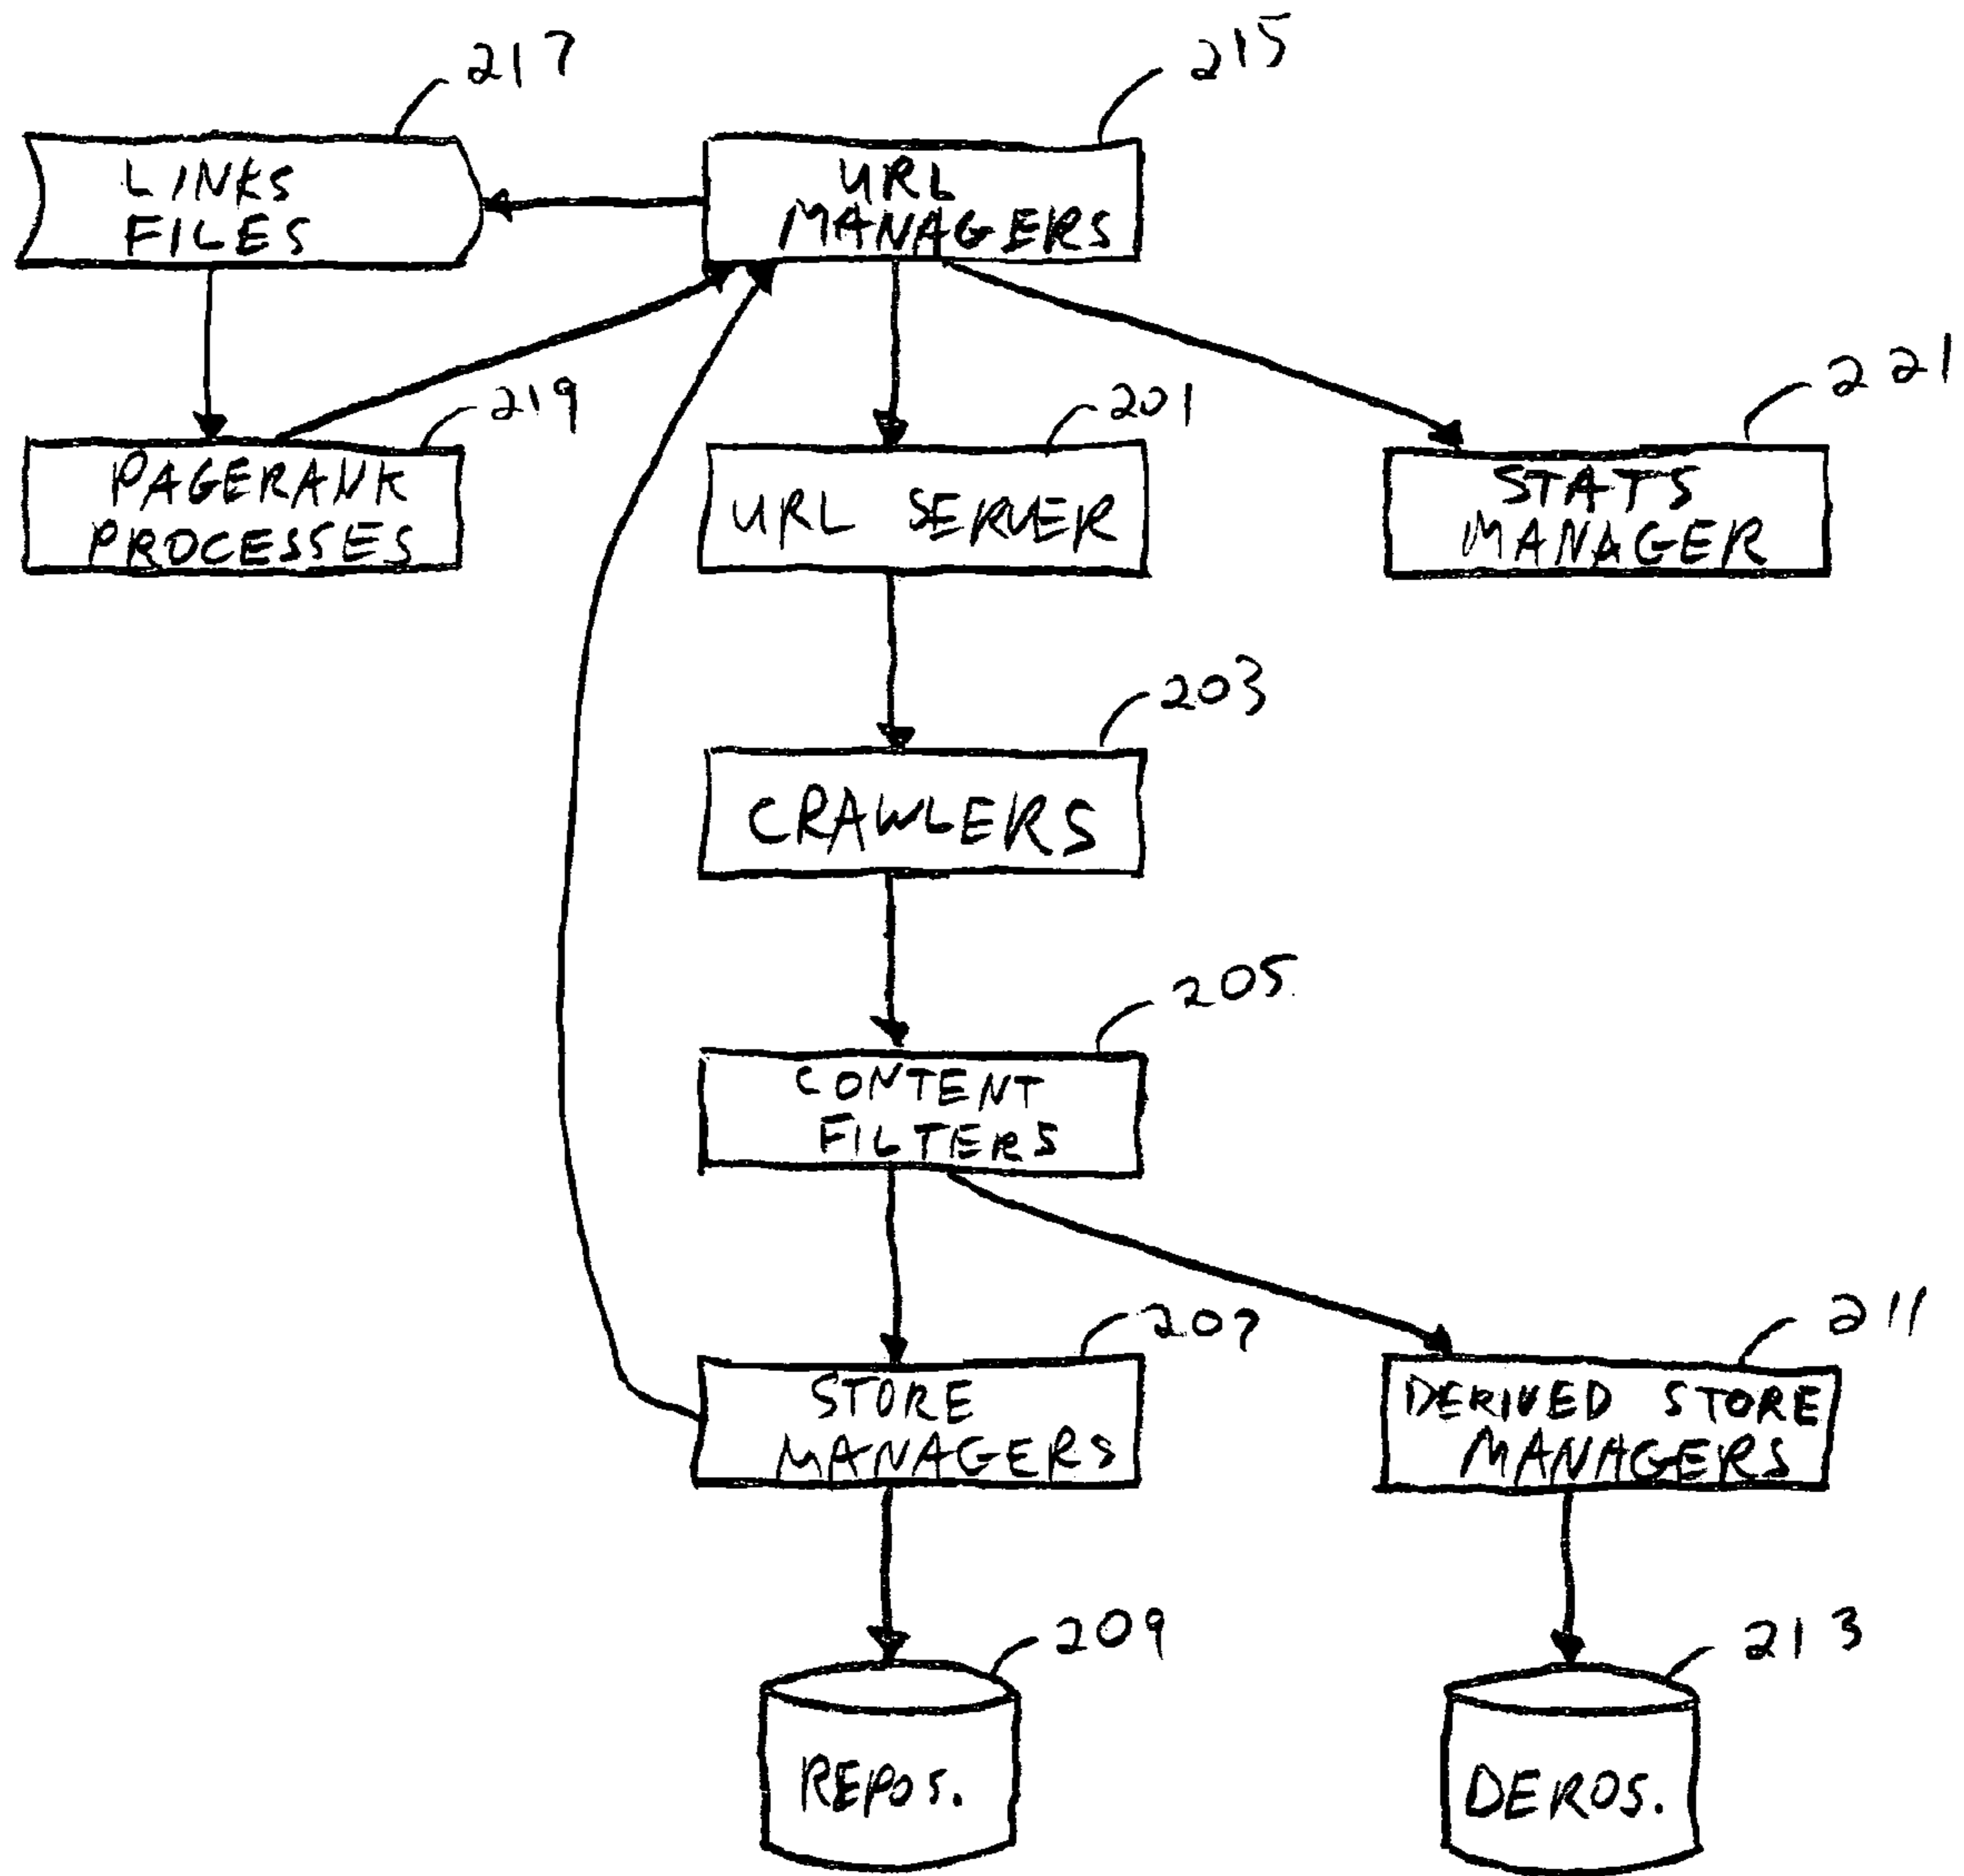 217
215
LINKS
FILES
URL
MANAGERS
219
201
221
PAGERANK
PROCESSES
URL SERVER
STATS
MANAGER
203
CRAWLERS
205
CONTENT
FILTERS
207
211
STORE
MANAGERS
DERIVED STORE
MANAGERS
209
213
REPOS.
DEROS.